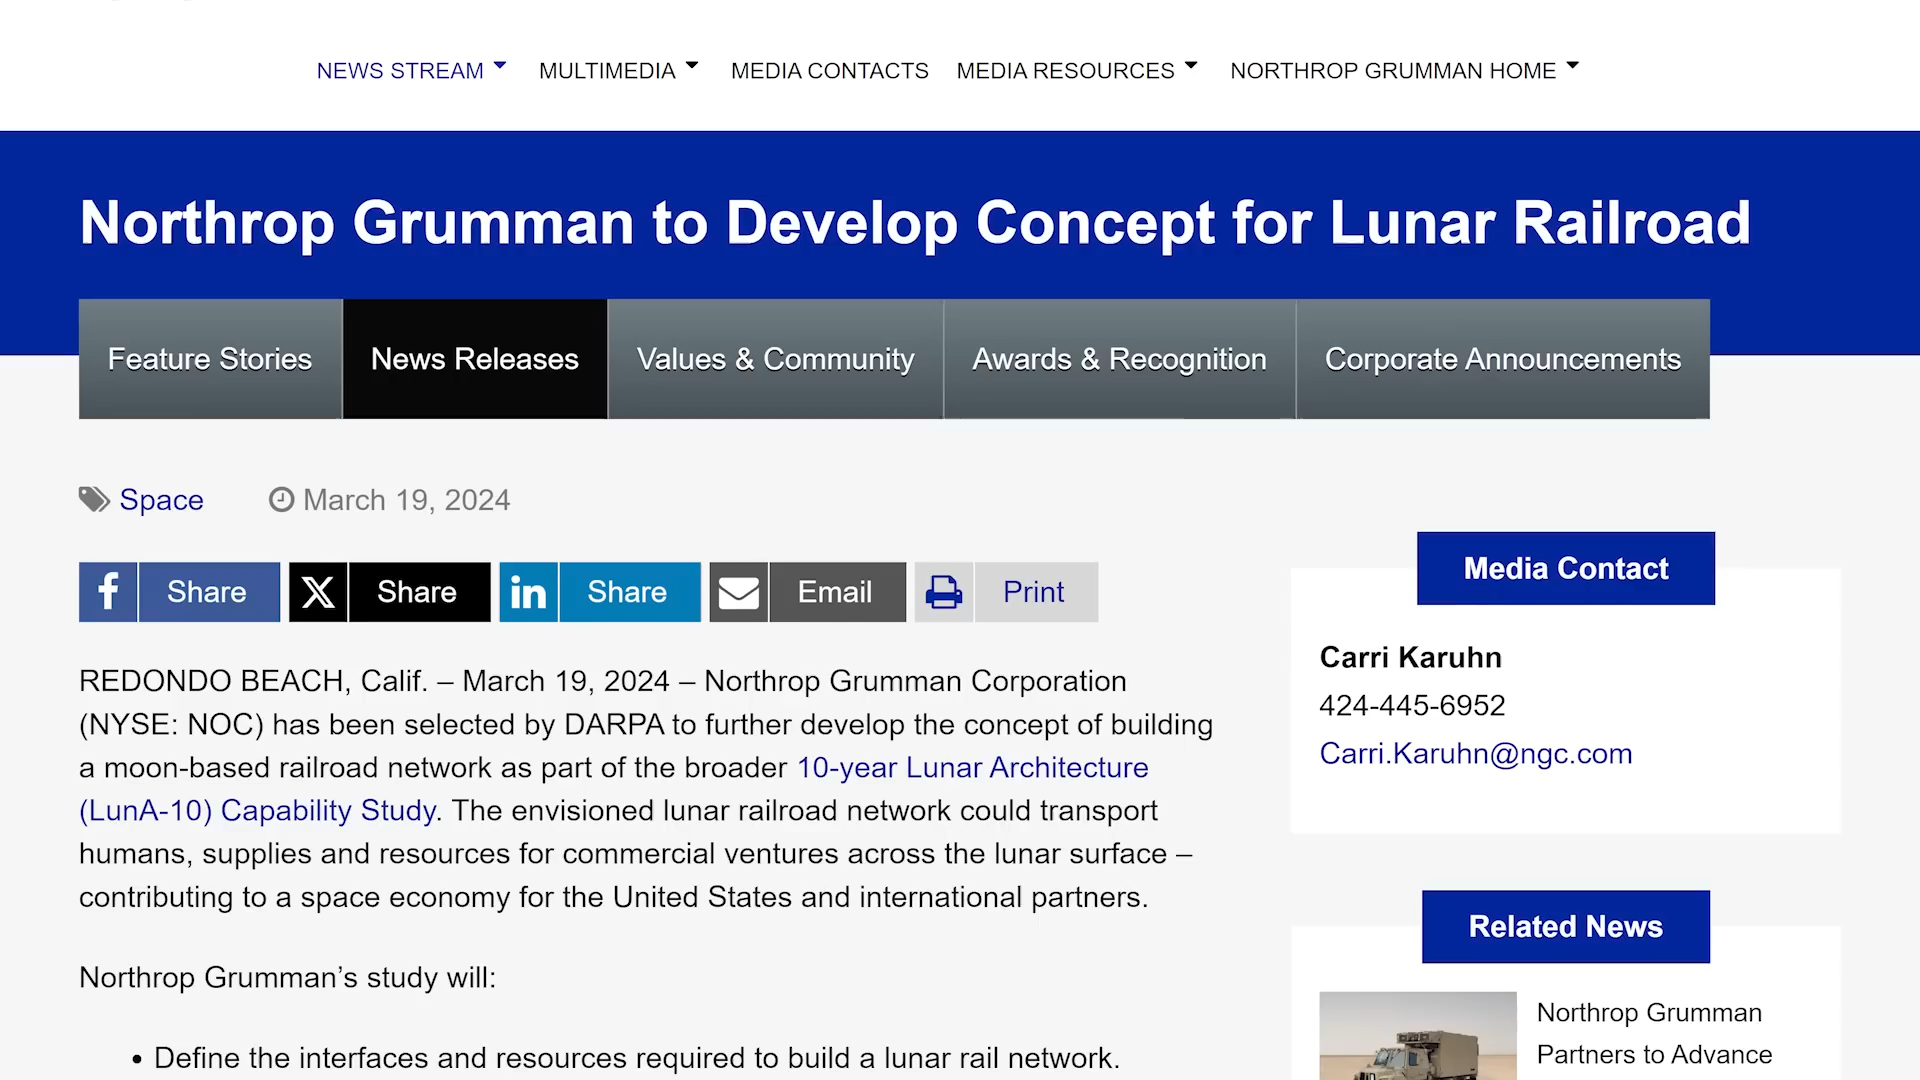 NEWS STREAM
MULTIMEDIA
MEDIA CONTACTS
MEDIA RESOURCES
NORTHROP GRUMMAN HOME
Northrop Grumman to Develop Concept for Lunar Railroad
Feature Stories
News Releases
Values & Community
Awards & Recognition
Corporate Announcements
Space
March 19, 2024
Share
Share
Share
Email
Print
REDONDO BEACH, Calif. – March 19, 2024 – Northrop Grumman Corporation
(NYSE: NOC) has been selected by DARPA to further develop the concept of building
a moon-based railroad network as part of the broader 10-year Lunar Architecture
(LunA-10) Capability Study. The envisioned lunar railroad network could transport
humans, supplies and resources for commercial ventures across the lunar surface –
contributing to a space economy for the United States and international partners.
Northrop Grumman’s study will:
• Define the interfaces and resources required to build a lunar rail network.
Media Contact
Carri Karuhn
424-445-6952
Carri.Karuhn@ngc.com
Related News
Northrop Grumman
Partners to Advance